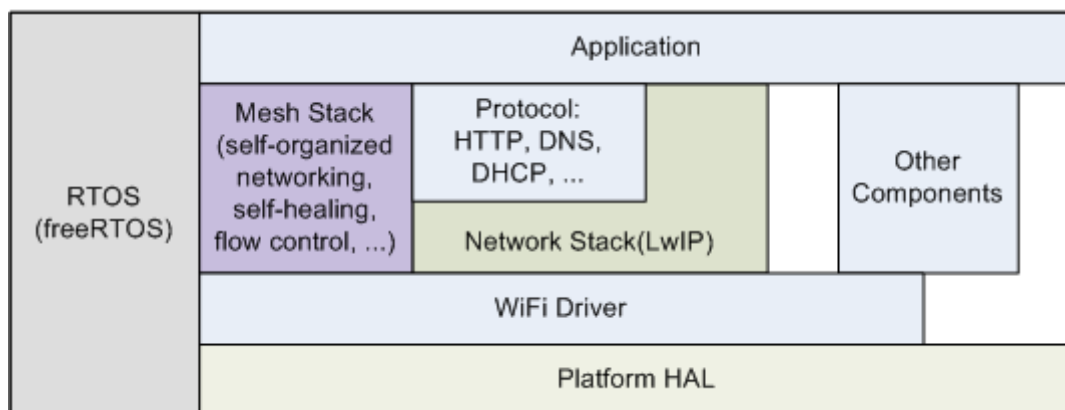 RTOS
(freeRTOS)
Application
Mesh Stack
(self-organized
networking,
self-healing,
flow control, ...)
Protocol:
HTTP, DNS,
DHCP, ...
Network Stack(LwIP)
Other
Components
WiFi Driver
Platform HAL